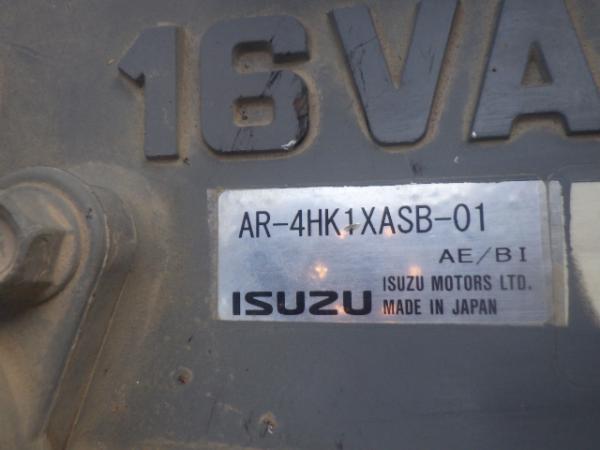 16VA
AR-4HK1XASB-01
AE/BI
ISUZU
ISUZU MOTORS LTD.
MADE IN JAPAN